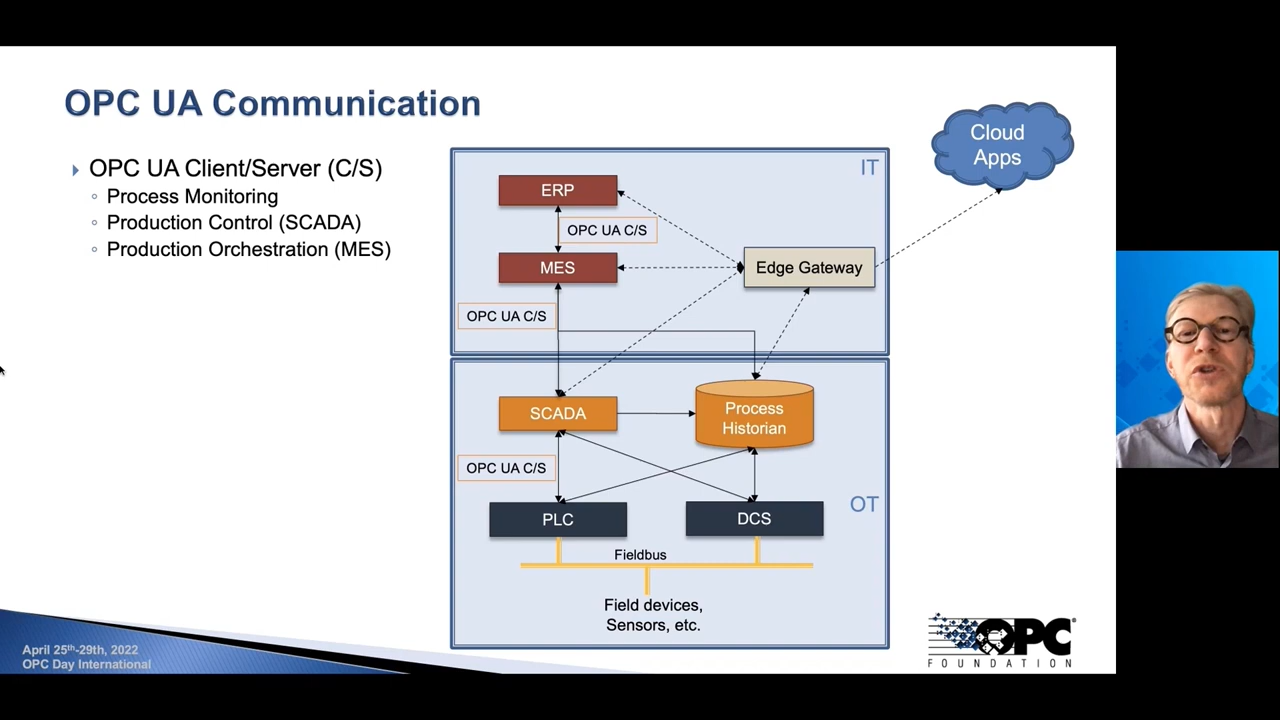 OPC UA Communication
OPC UA Client/Server (C/S)
Process Monitoring
Production Control (SCADA)
Production Orchestration (MES)
IT
Cloud
Apps
ERP
OPC UA C/S
MES
Edge Gateway
OPC UA C/S
SCADA
Process
Historian
OPC UA C/S
OT
PLC
DCS
Fieldbus
Field devices,
Sensors, etc.
April 25th-29th, 2022
OPC Day International
OPC
FOUNDATION